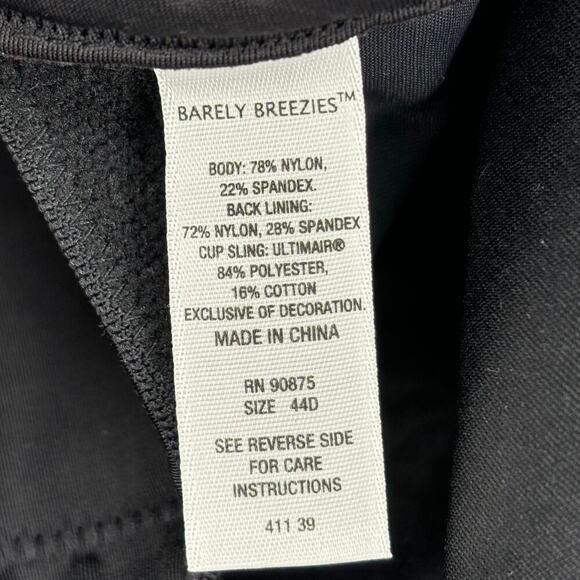 BARELY BREEZIES™
BODY: 78% NYLON,
22% SPANDEX.
BACK LINING:
72% NYLON, 28% SPANDEX
CUP SLING: ULTIMAIR®
84% POLYESTER,
16% COTTON
EXCLUSIVE OF DECORATION.
MADE IN CHINA
RN 90875
SIZE 44D
SEE REVERSE SIDE
FOR CARE
INSTRUCTIONS
411 39